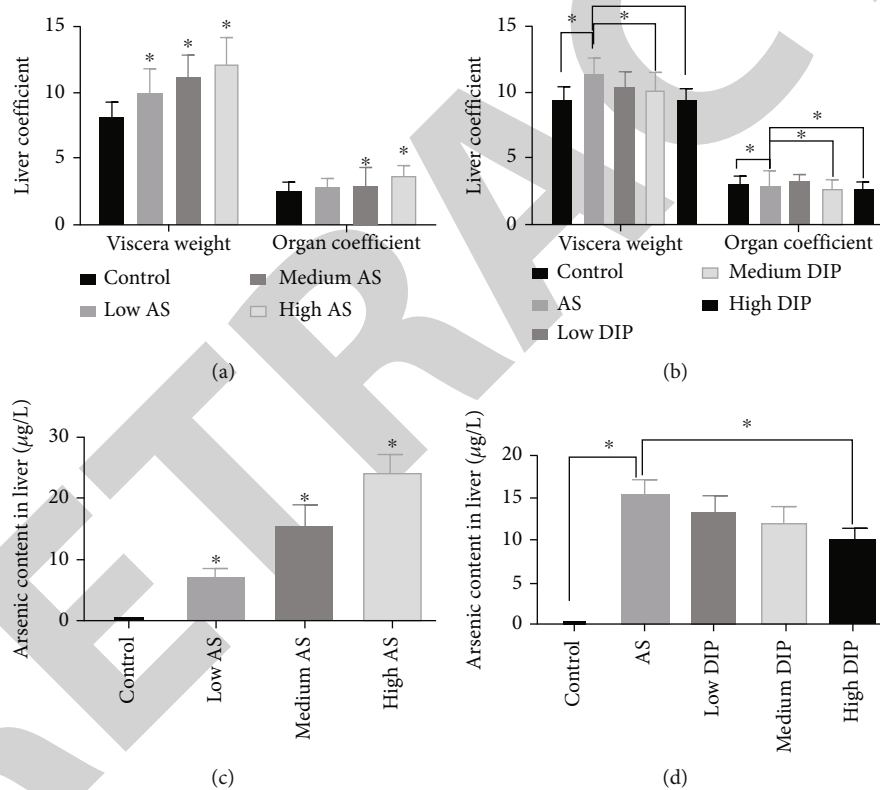 15
10
5
0
Liver coefficient
*
*
*
*
*
Viscera weight
Organ coefficient
Control
Low AS
Medium AS
High AS
(a)
15
10
5
0
Liver coefficient
*
*
*
*
*
*
Viscera weight
Organ coefficient
Control
AS
Low DIP
Medium DIP
High DIP
(b)
30
20
10
0
Arsenic content in liver (μg/L)
*
*
*
Control
Low AS
Medium AS
High AS
(c)
20
15
10
5
0
Arsenic content in liver (μg/L)
*
*
Control
AS
Low DIP
Medium DIP
High DIP
(d)
RETRAC